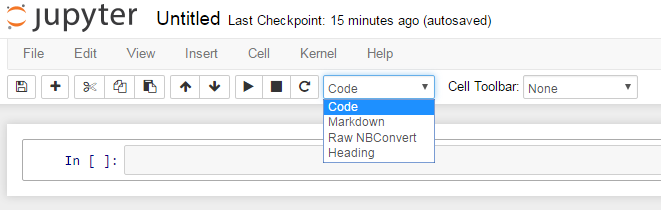 jupyter Untitled Last Checkpoint: 15 minutes ago (autosaved)
File Edit View Insert Cell Kernel Help
Code Cell Toolbar: None
Code
Markdown
Raw NBConvert
Heading
In [ ]: